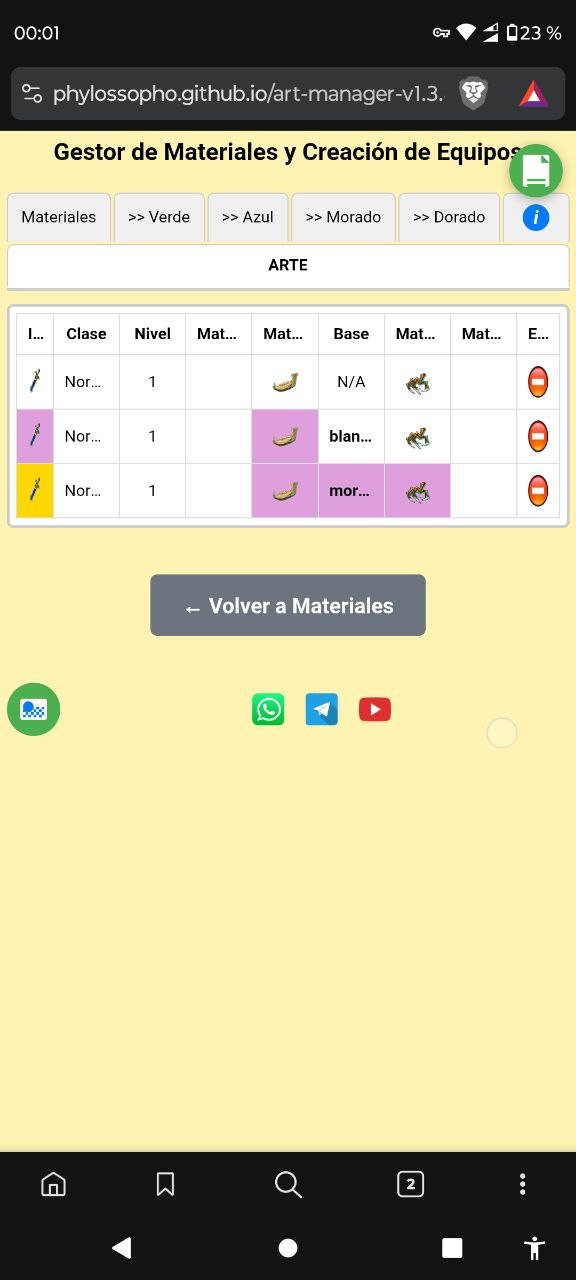 00:01
23 %
phylossopho.github.io/art-manager-v1.3.
Gestor de Materiales y Creación de Equipos
Materiales
>> Verde
>> Azul
>> Morado
>> Dorado
i
ARTE
I... Clase Nivel Mat... Mat... Base Mat... Mat... E...
Nor... 1 N/A
Nor... 1 blan...
Nor... 1 mor...
← Volver a Materiales
2